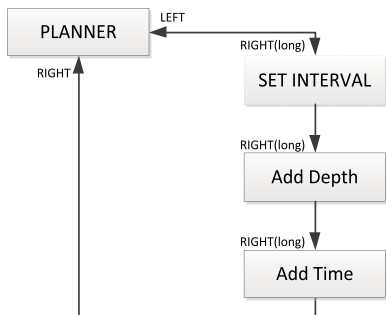 PLANNER
LEFT
RIGHT(long)
RIGHT
SET INTERVAL
RIGHT(long)
Add Depth
RIGHT(long)
Add Time